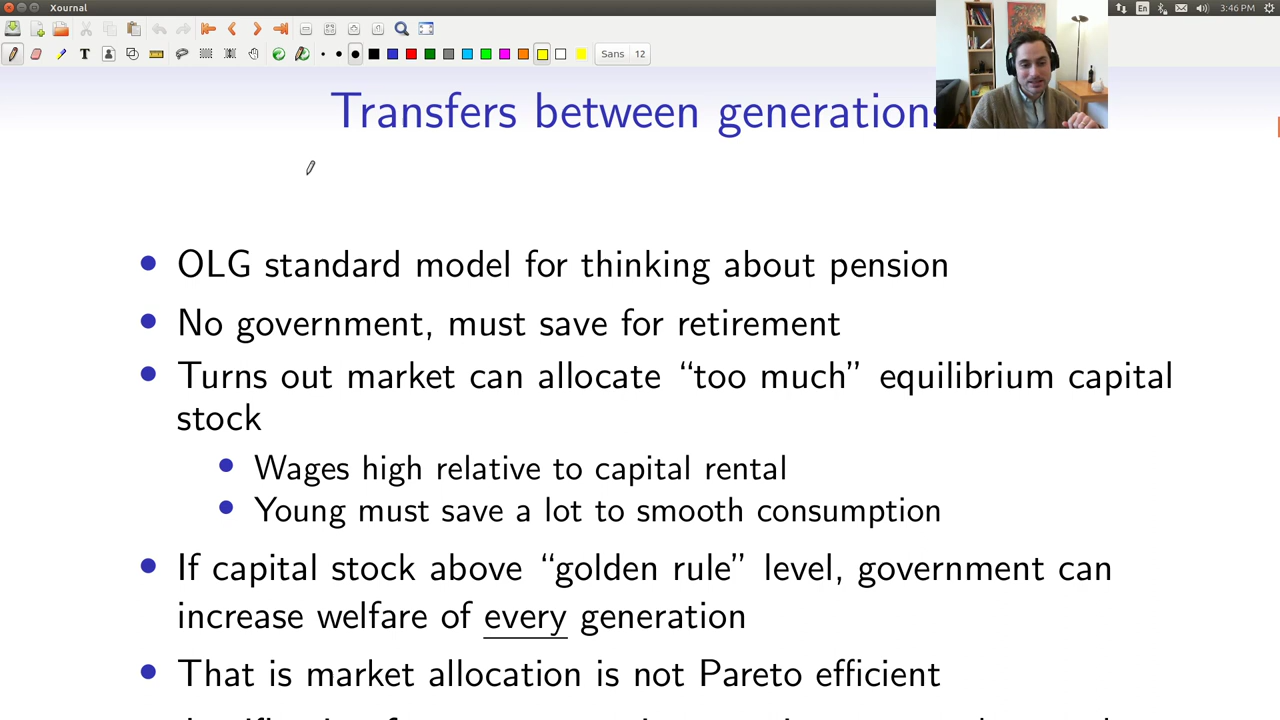 Xournal
En
3:46 PM
T
Sans 12
Transfers between generations
OLG standard model for thinking about pension
No government, must save for retirement
Turns out market can allocate “too much” equilibrium capital
stock
Wages high relative to capital rental
Young must save a lot to smooth consumption
If capital stock above “golden rule” level, government can
increase welfare of every generation
That is market allocation is not Pareto efficient